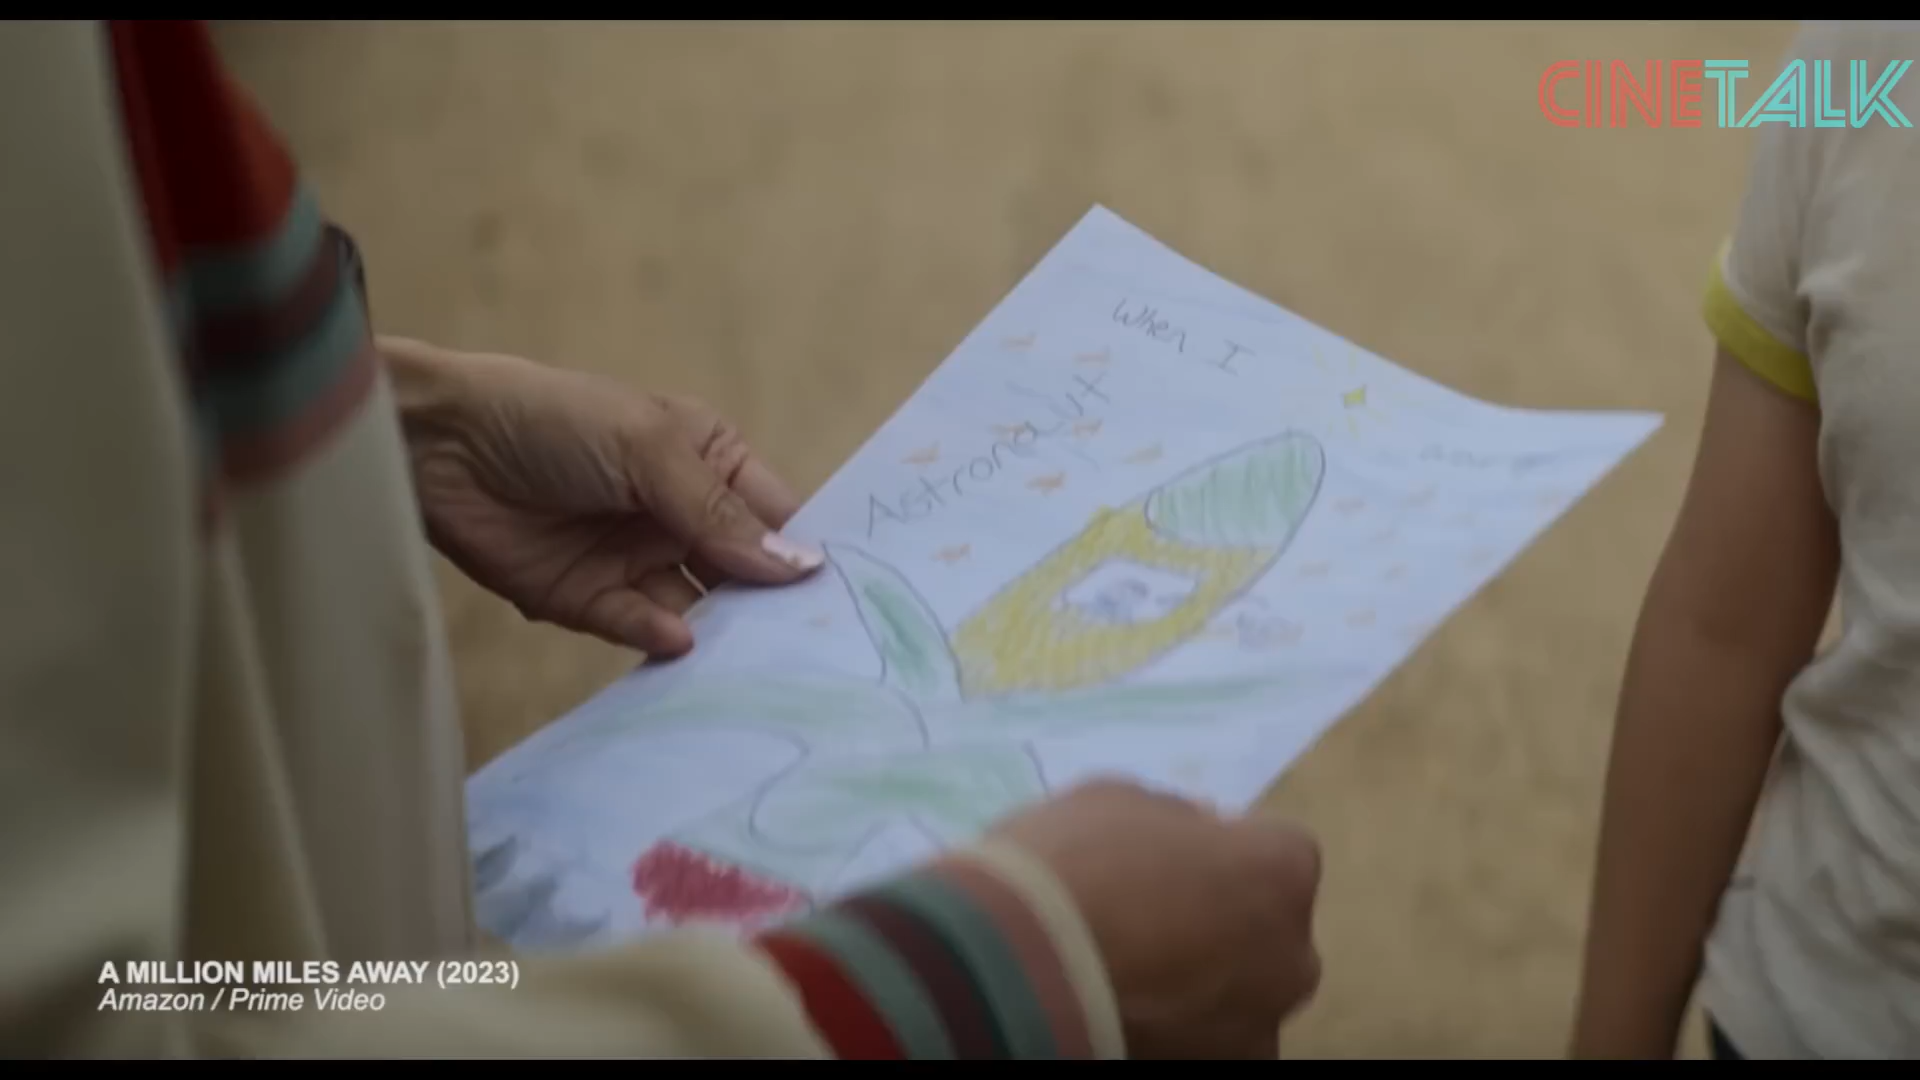 CINETALK
When I
Astronaut
A MILLION MILES AWAY (2023)
Amazon / Prime Video